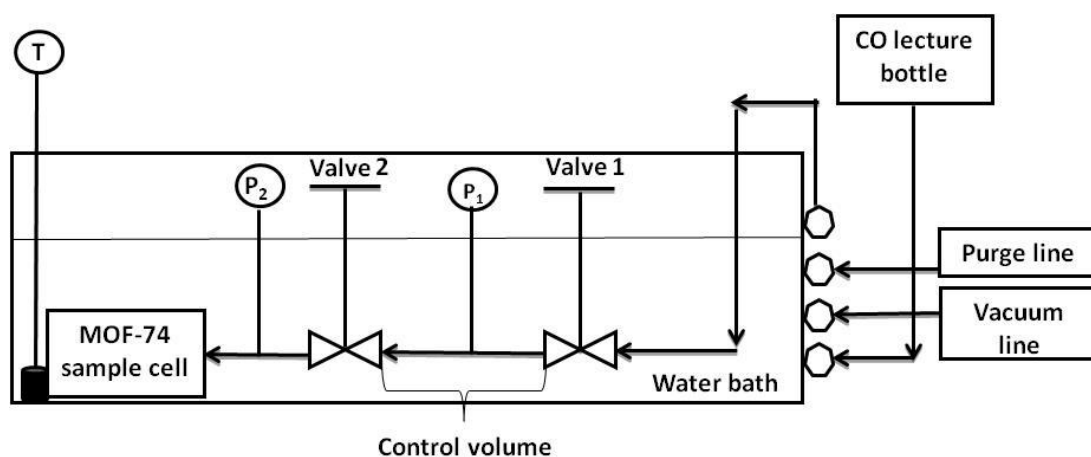 T
CO lecture
bottle
Valve 2
Valve 1
P2
P1
Purge line
MOF-74
sample cell
Vacuum
line
Water bath
Control volume